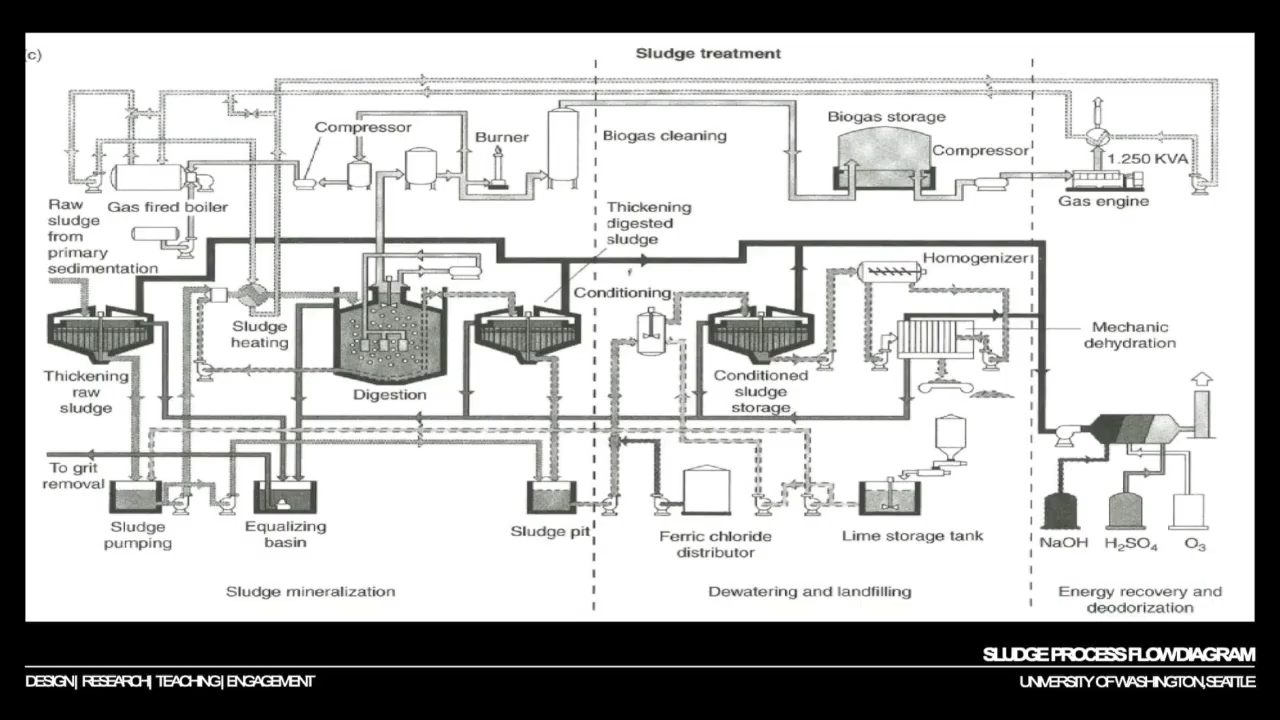 (c)
Sludge treatment
Compressor
Burner
Biogas cleaning
Biogas storage
Compressor
1.250 KVA
Gas engine
Raw
sludge
from
primary
sedimentation
Gas fired boiler
Thickening
digested
sludge
Homogenizer
Conditioning
Sludge
heating
Mechanic
dehydration
Thickening
raw
sludge
Digestion
Conditioned
sludge
storage
To grit
removal
Sludge
pumping
Equalizing
basin
Sludge pit
Ferric chloride
distributor
Lime storage tank
NaOH
H2SO4
O3
Sludge mineralization
Dewatering and landfilling
Energy recovery and
deodorization
SLUDGE PROCESS FLOW DIAGRAM
DESIGN | RESEARCH | TEACHING | ENGAGEMENT
UNIVERSITY OF WASHINGTON, SEATTLE